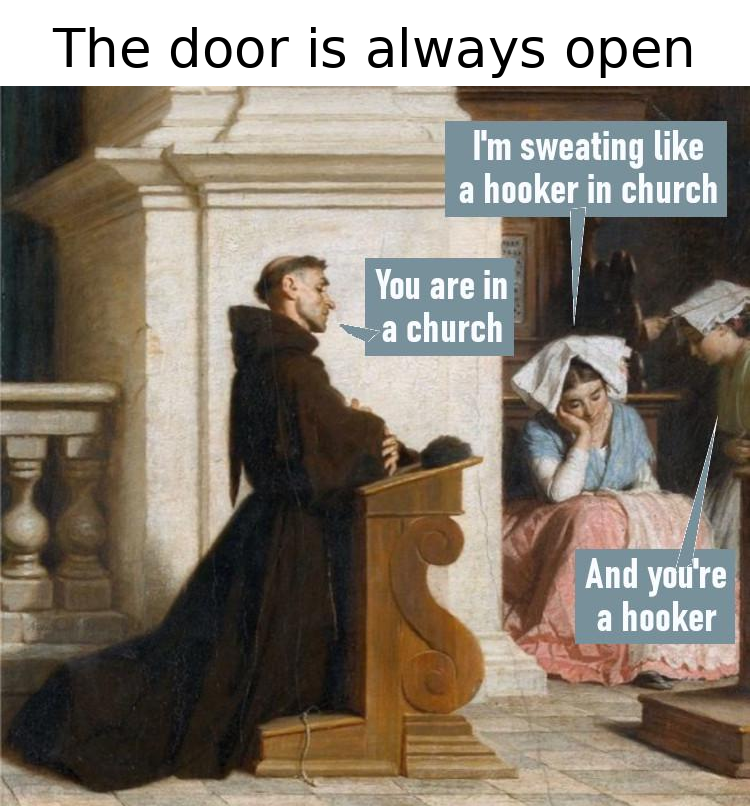 The door is always open
I'm sweating like
a hooker in church
You are in
a church
And you're
a hooker